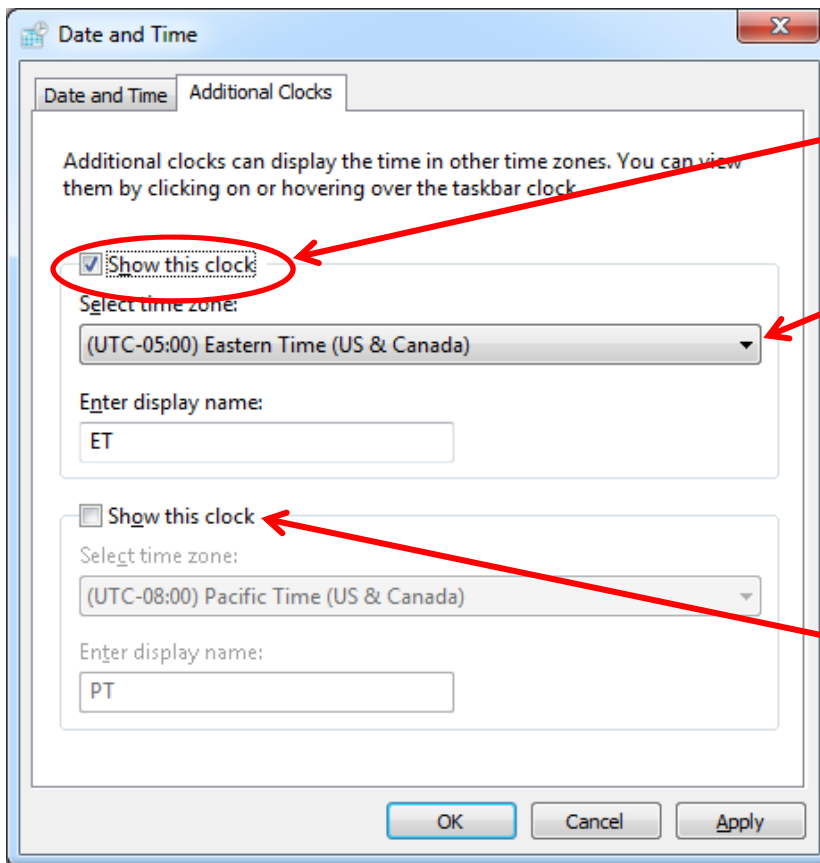 Date and Time
Date and Time
Additional Clocks
Additional clocks can display the time in other time zones. You can view
them by clicking on or hovering over the taskbar clock.
Show this clock
Select time zone:
(UTC-05:00) Eastern Time (US & Canada)
Enter display name:
ET
Show this clock
Select time zone:
(UTC-08:00) Pacific Time (US & Canada)
Enter display name:
PT
OK
Cancel
Apply